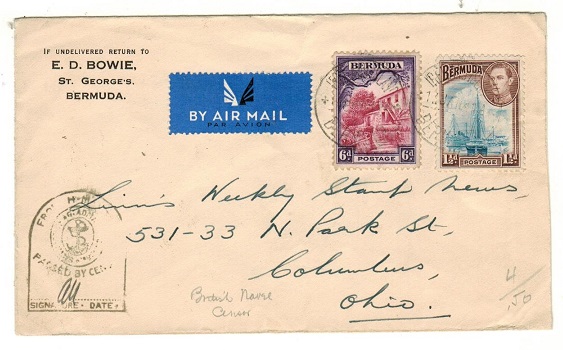 IF UNDELIVERED RETURN TO
E. D. BOWIE,
ST. GEORGE'S.
BERMUDA.
BY AIR MAIL
PAR AVION
BERMUDA
6d 6d
POSTAGE
BERMUDA
1½d. 1½d.
POSTAGE
Linn's Weekly Stamp News,
531-33 N. Park St.
Columbus,
Ohio.
H.M.
PASSED BY CEN
SIGNATURE · DATE ·
British Naval
Censor
4/
.50